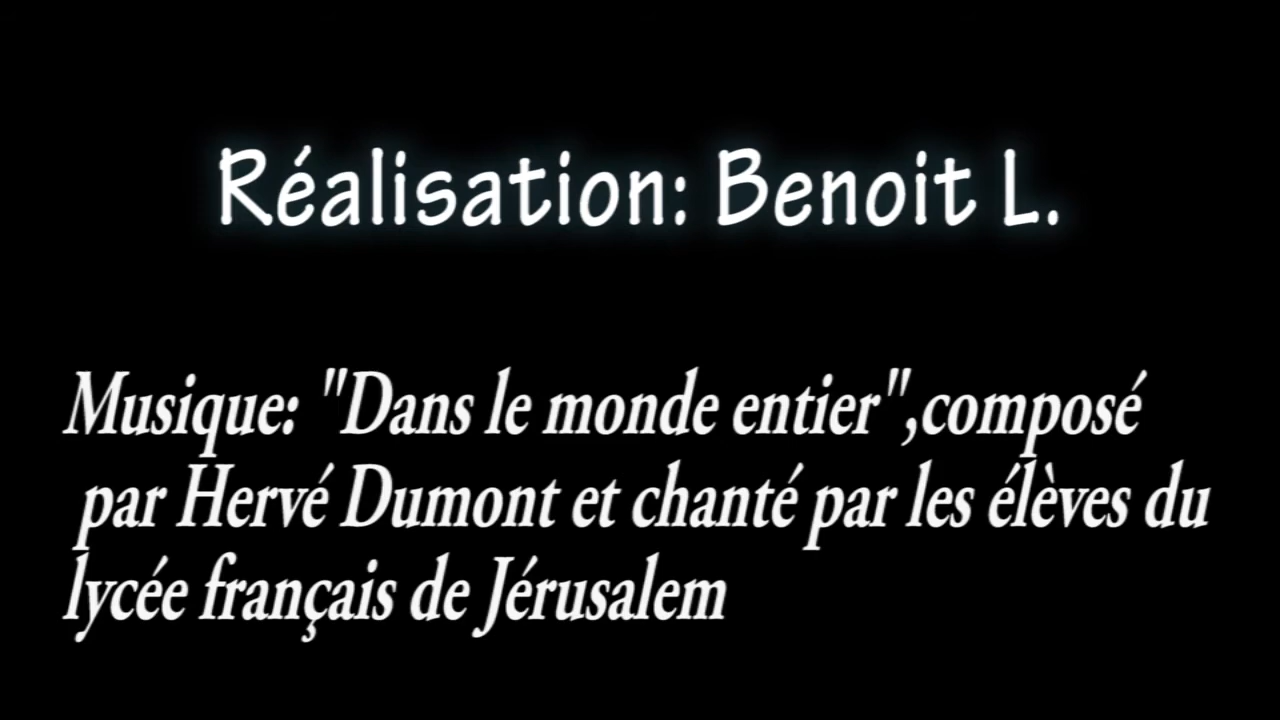 Réalisation: Benoit L.
Musique: "Dans le monde entier",composé
par Hervé Dumont et chanté par les élèves du
lycée français de Jérusalem